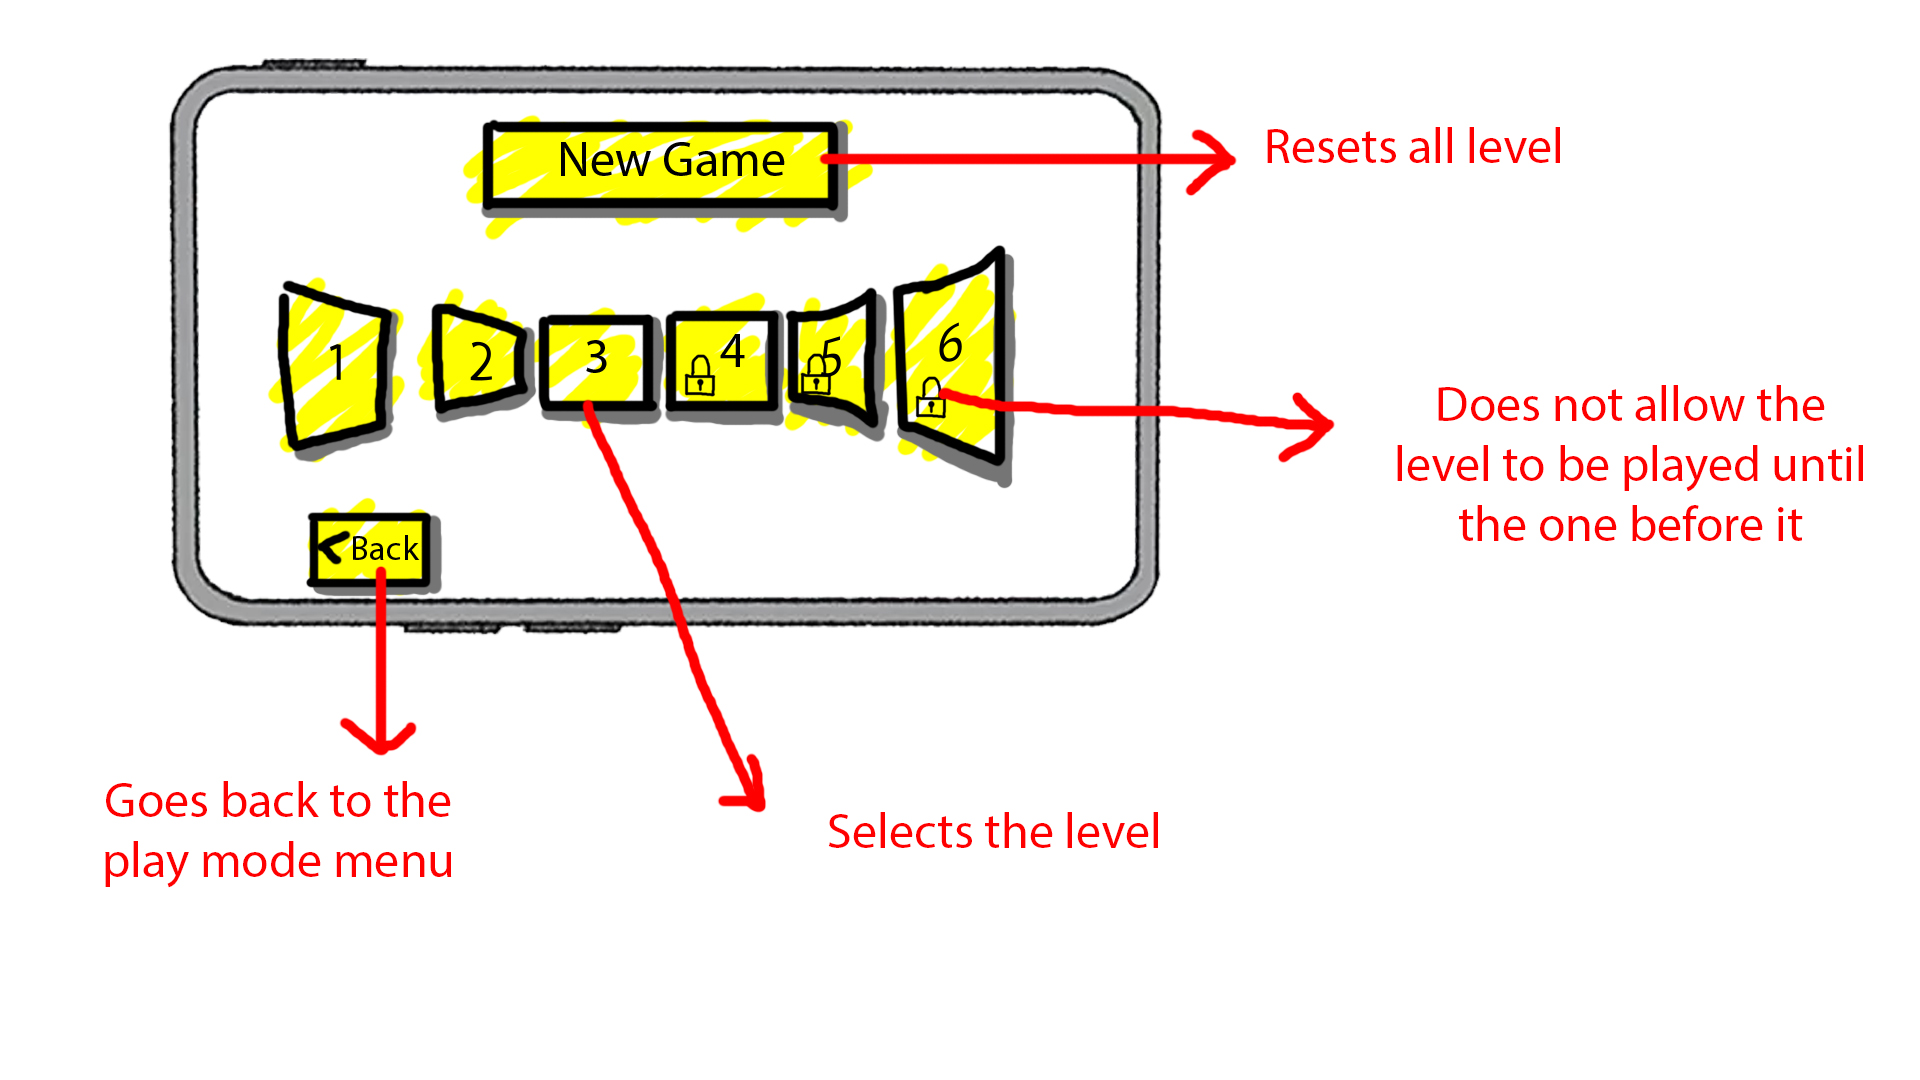 New Game
Resets all level
1 2 3 4 5 6
Does not allow the
level to be played until
the one before it
Back
Goes back to the
play mode menu
Selects the level